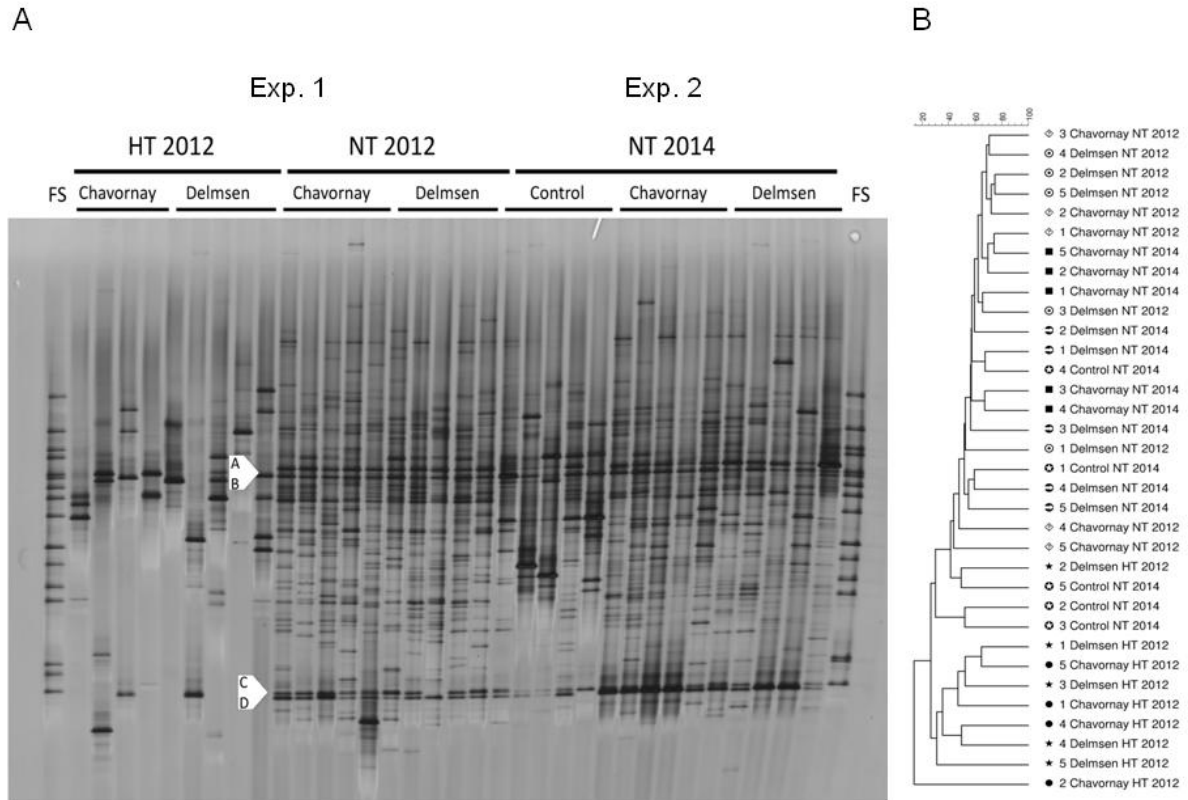 A
B
Exp. 1
Exp. 2
HT 2012
NT 2012
NT 2014
FS
Chavornay
Delmsen
Chavornay
Delmsen
Control
Chavornay
Delmsen
FS
A
B
C
D
20
40
60
80
100
3 Chavornay NT 2012
4 Delmsen NT 2012
2 Delmsen NT 2012
5 Delmsen NT 2012
2 Chavornay NT 2012
1 Chavornay NT 2012
5 Chavornay NT 2014
2 Chavornay NT 2014
1 Chavornay NT 2014
3 Delmsen NT 2012
2 Delmsen NT 2014
1 Delmsen NT 2014
4 Control NT 2014
3 Chavornay NT 2014
4 Chavornay NT 2014
3 Delmsen NT 2014
1 Delmsen NT 2012
1 Control NT 2014
4 Delmsen NT 2014
5 Delmsen NT 2014
4 Chavornay NT 2012
5 Chavornay NT 2012
2 Delmsen HT 2012
5 Control NT 2014
2 Control NT 2014
3 Control NT 2014
1 Delmsen HT 2012
5 Chavornay HT 2012
3 Delmsen HT 2012
1 Chavornay HT 2012
4 Chavornay HT 2012
4 Delmsen HT 2012
5 Delmsen HT 2012
2 Chavornay HT 2012